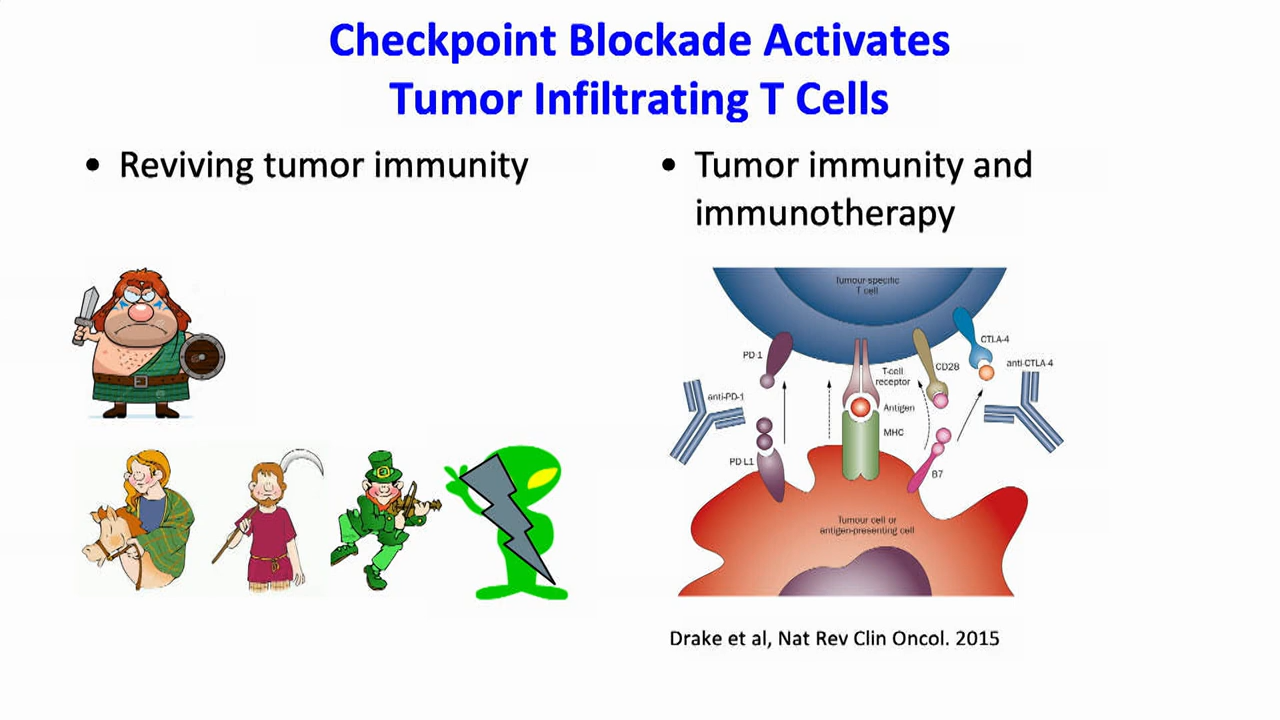 Checkpoint Blockade Activates
Tumor Infiltrating T Cells
• Reviving tumor immunity
• Tumor immunity and
immunotherapy
Tumour-specific
T cell
PD-1
CTLA-4
CD28
anti-CTLA-4
T-cell
receptor
anti-PD-1
Antigen
MHC
PD-L1
B7
Tumour cell or
antigen-presenting cell
Drake et al, Nat Rev Clin Oncol. 2015